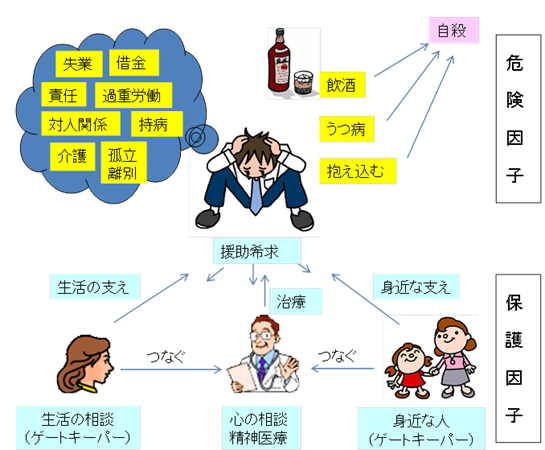 自殺
失業
借金
責任
過重労働
対人関係
持病
介護
孤立
離別
飲酒
うつ病
抱え込む
危険因子
援助希求
生活の支え
治療
身近な支え
つなぐ
つなぐ
生活の相談
（ゲートキーパー）
心の相談
精神医療
身近な人
（ゲートキーパー）
保護因子